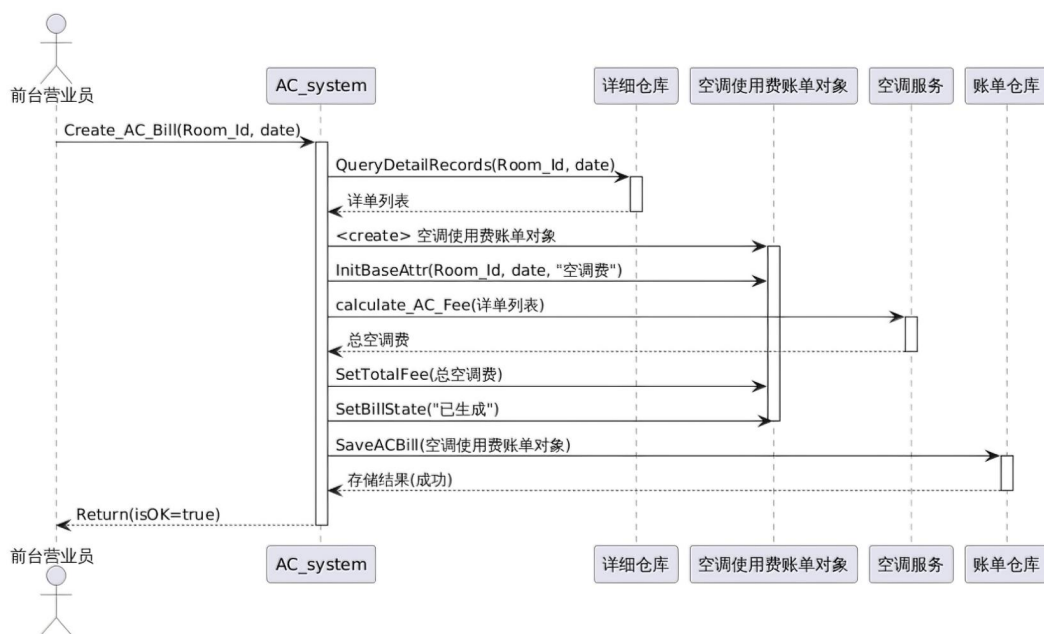 前台营业员
AC_system
详细仓库
空调使用费账单对象
空调服务
账单仓库
Create_AC_Bill(Room_Id, date)
QueryDetailRecords(Room_Id, date)
详单列表
<create> 空调使用费账单对象
InitBaseAttr(Room_Id, date, "空调费")
calculate_AC_Fee(详单列表)
总空调费
SetTotalFee(总空调费)
SetBillState("已生成")
SaveACBill(空调使用费账单对象)
存储结果(成功)
Return(isOK=true)
前台营业员
AC_system
详细仓库
空调使用费账单对象
空调服务
账单仓库